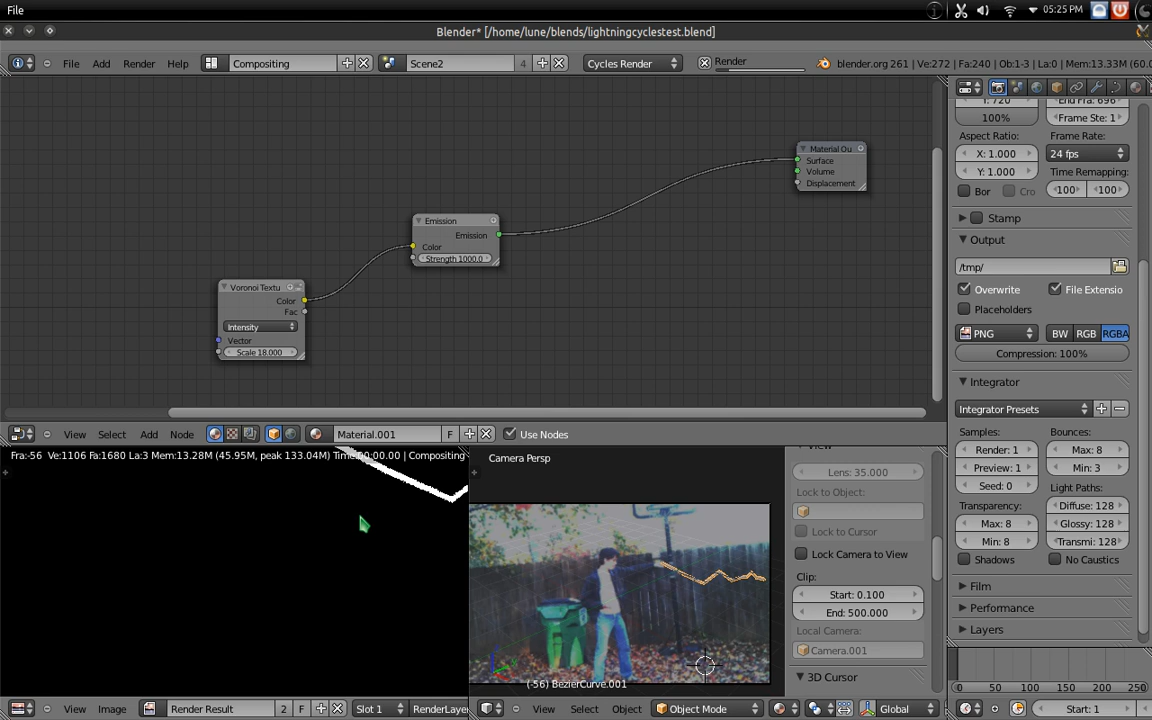 File
05:25 PM
Blender* [/home/lune/blends/lightningcyclestest.blend]
File Add Render Help Compositing Scene2 4 Cycles Render Render blender.org 261 | Ve:272 | Fa:240 | Ob:1-3 | La:0 | Mem:13.33M (60.0
100% Frame Ste: 1
Aspect Ratio: Frame Rate:
X: 1.000 24 fps
Y: 1.000 Time Remapping:
Bor Cro 100 100
Stamp
Output
/tmp/
Overwrite File Extensio
Placeholders
PNG BW RGB RGBA
Compression: 100%
Integrator
Integrator Presets
Samples: Bounces:
Render: 1 Max: 8
Preview: 1 Min: 3
Seed: 0 Light Paths:
Transparency: Diffuse: 128
Max: 8 Glossy: 128
Min: 8 Transmi: 128
Shadows No Caustics
Film
Performance
Layers
0 50 100 150 200 250
Start: 1
Material Ou
Surface
Volume
Displacement
Emission
Emission
Color
Strength 1000.0
Voronoi Textu
Color
Fac
Intensity
Vector
Scale 18.000
View Select Add Node Material.001 F Use Nodes
Fra:-56 Ve:1106 Fa:1680 La:3 Mem:13.28M (45.95M, peak 133.04M) Time:00:00.00 | Compositing
View Image Render Result 2 F Slot 1 RenderLayer
Camera Persp
(-56) BezierCurve.001
View Select Object Object Mode Global
View
Lens: 35.000
Lock to Object:
Lock to Cursor
Lock Camera to View
Clip:
Start: 0.100
End: 500.000
Local Camera:
Camera.001
3D Cursor